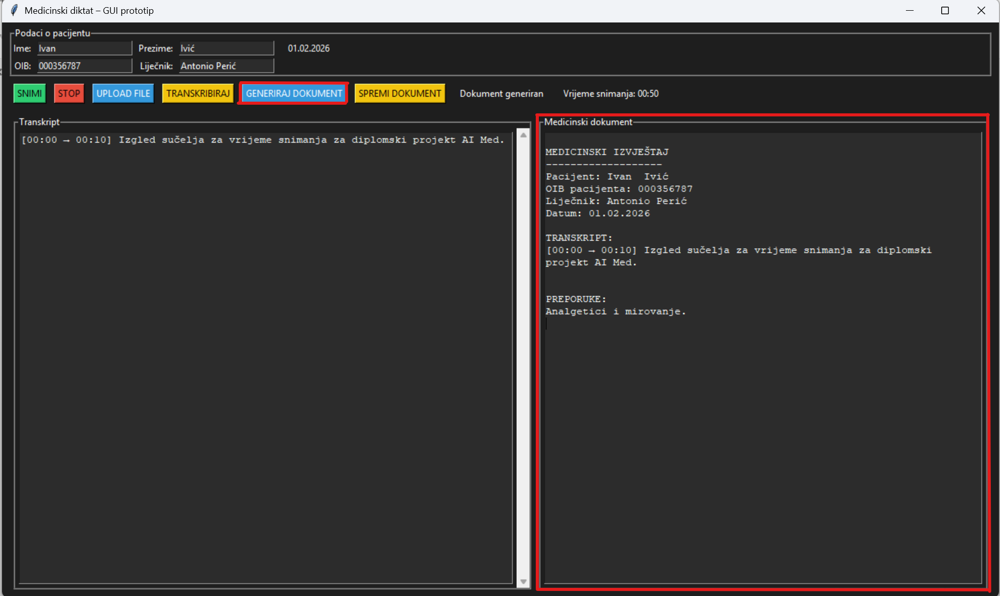 Medicinski diktat – GUI prototip
Podaci o pacijentu
Ime: Ivan Prezime: Ivić 01.02.2026
OIB: 000356787 Liječnik: Antonio Perić
SNIMI STOP UPLOAD FILE TRANSKRIBIRAJ GENERIRAJ DOKUMENT SPREMI DOKUMENT Dokument generiran Vrijeme snimanja: 00:50
Transkript
[00:00 → 00:10] Izgled sučelja za vrijeme snimanja za diplomski projekt AI Med.
Medicinski dokument
MEDICINSKI IZVJEŠTAJ
-------------------
Pacijent: Ivan  Ivić
OIB pacijenta: 000356787
Liječnik: Antonio Perić
Datum: 01.02.2026
TRANSKRIPT:
[00:00 → 00:10] Izgled sučelja za vrijeme snimanja za diplomski
projekt AI Med.
PREPORUKE:
Analgetici i mirovanje.